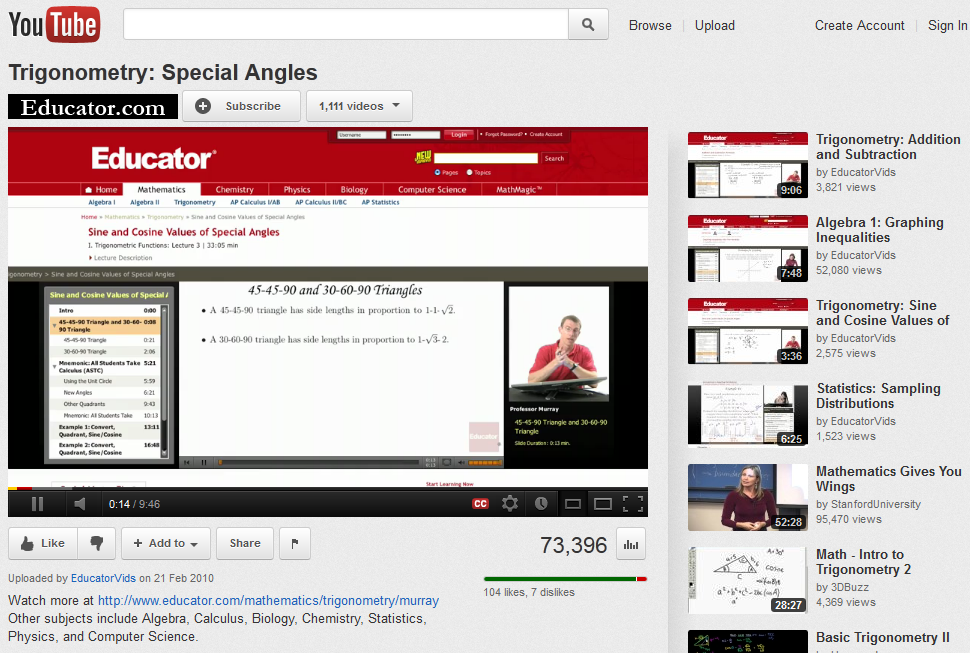 YouTube
Browse
Upload
Create Account
Sign In
Trigonometry: Special Angles
Educator.com
Subscribe
1,111 videos
Username
Login
Forgot Password?
Create Account
Educator®
NEW
Search
Pages
Topics
Home
Mathematics
Chemistry
Physics
Biology
Computer Science
MathMagic™
Algebra I
Algebra II
Trigonometry
AP Calculus I/AB
AP Calculus II/BC
AP Statistics
Home » Mathematics » Trigonometry » Sine and Cosine Values of Special Angles
Sine and Cosine Values of Special Angles
I. Trigonometric Functions: Lecture 3 | 33:05 min
Lecture Description
igonometry > Sine and Cosine Values of Special Angles
Sine and Cosine Values of Special A
Intro 0:00
45-45-90 Triangle and 30-60- 0:08
90 Triangle
45-45-90 Triangle 0:21
30-60-90 Triangle 2:06
Mnemonic: All Students Take 5:21
Calculus (ASTC)
Using the Unit Circle 5:59
New Angles 6:21
Other Quadrants 9:43
Mnemonic: All Students Take 10:13
Example 1: Convert, 13:11
Quadrant, Sine/Cosine
Example 2: Convert, 16:48
Quadrant, Sine/Cosine
45-45-90 and 30-60-90 Triangles
• A 45-45-90 triangle has side lengths in proportion to 1-1-√2.
• A 30-60-90 triangle has side lengths in proportion to 1-√3-2.
Educator
Professor Murray
45-45-90 Triangle and 30-60-90
Triangle
Slide Duration: 0:13 min.
Start Learning Now
0:14 / 9:46
CC
Like
Add to
Share
73,396
Uploaded by EducatorVids on 21 Feb 2010
104 likes, 7 dislikes
Watch more at http://www.educator.com/mathematics/trigonometry/murray
Other subjects include Algebra, Calculus, Biology, Chemistry, Statistics,
Physics, and Computer Science.
9:06
Trigonometry: Addition
and Subtraction
by EducatorVids
3,821 views
7:48
Algebra 1: Graphing
Inequalities
by EducatorVids
52,080 views
3:36
Trigonometry: Sine
and Cosine Values of
by EducatorVids
2,575 views
6:25
Statistics: Sampling
Distributions
by EducatorVids
1,523 views
52:28
Mathematics Gives You
Wings
by StanfordUniversity
95,470 views
28:27
Math - Intro to
Trigonometry 2
by 3DBuzz
4,369 views
Basic Trigonometry II